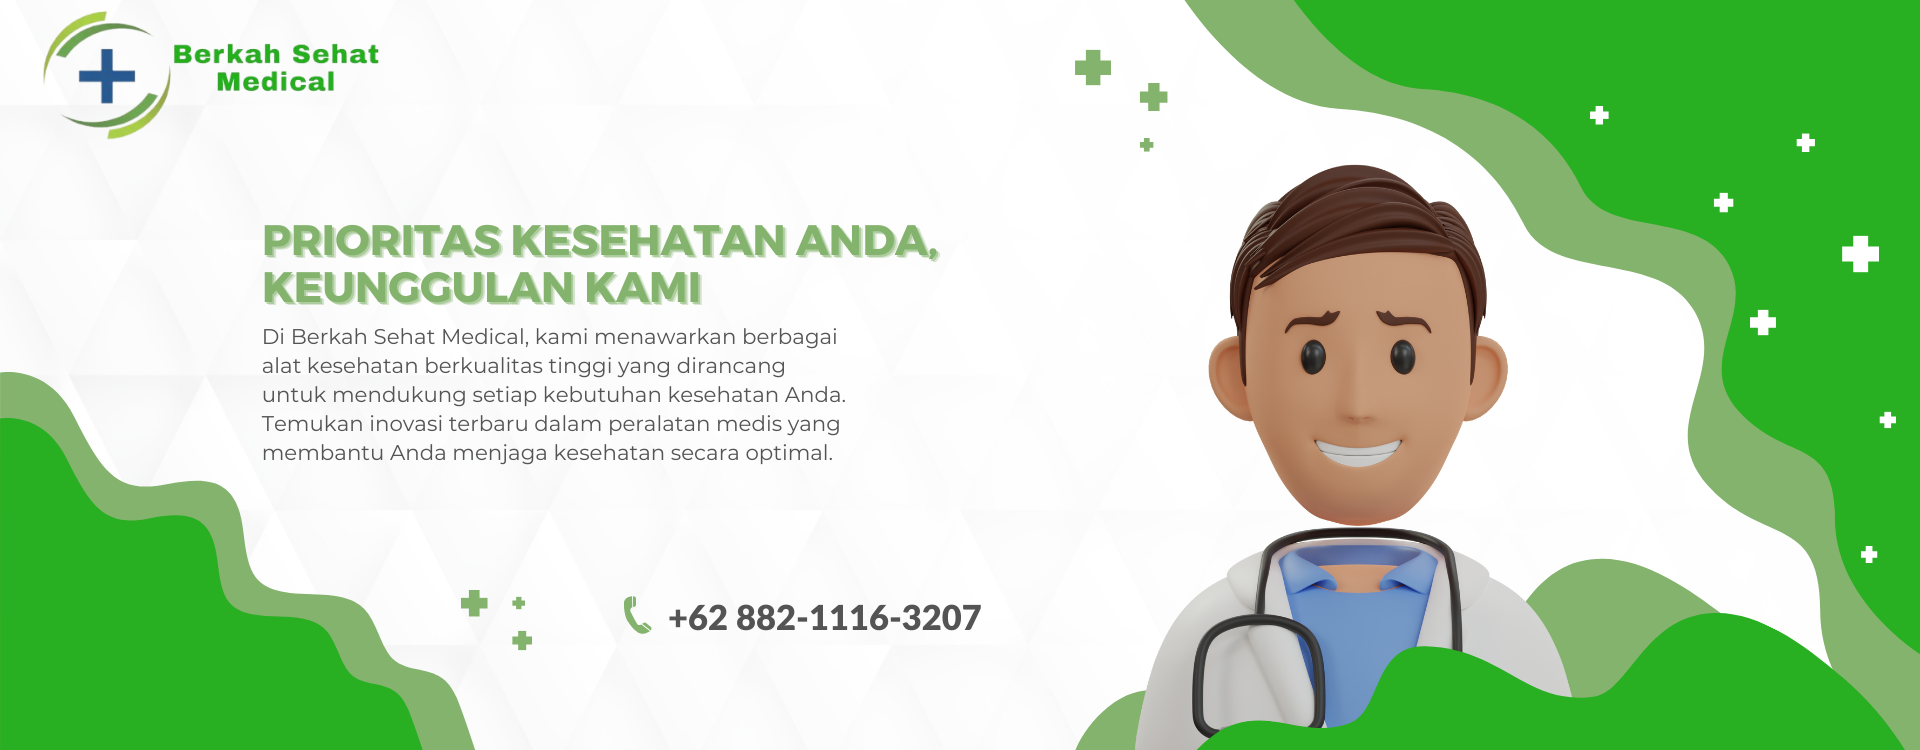 Berkah Sehat
Medical
PRIORITAS KESEHATAN ANDA,
KEUNGGULAN KAMI
Di Berkah Sehat Medical, kami menawarkan berbagai
alat kesehatan berkualitas tinggi yang dirancang
untuk mendukung setiap kebutuhan kesehatan Anda.
Temukan inovasi terbaru dalam peralatan medis yang
membantu Anda menjaga kesehatan secara optimal.
+62 882-1116-3207